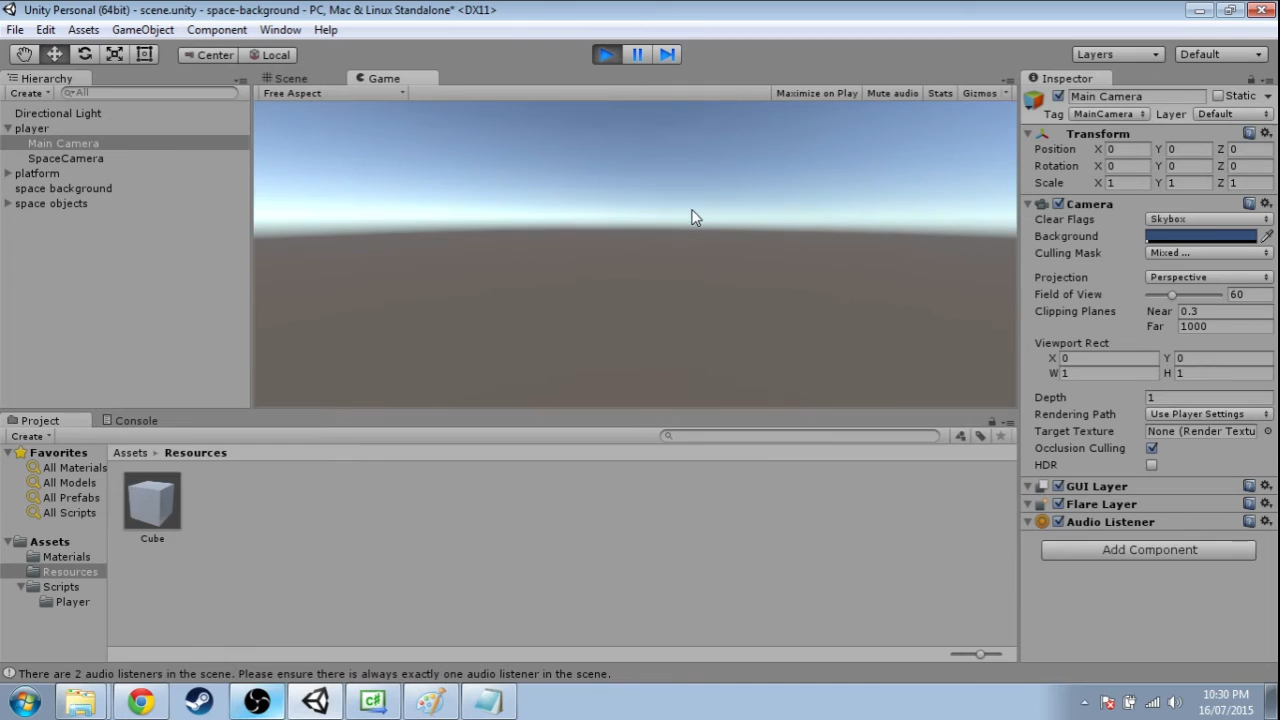 Unity Personal (64bit) - scene.unity - space-background - PC, Mac & Linux Standalone* <DX11>
File Edit Assets GameObject Component Window Help
Center Local Layers Default
Hierarchy
Create All
Directional Light
player
Main Camera
SpaceCamera
platform
space background
space objects
Scene Game
Free Aspect Maximize on Play Mute audio Stats Gizmos
Inspector
Main Camera Static
Tag MainCamera Layer Default
Transform
Position X 0 Y 0 Z 0
Rotation X 0 Y 0 Z 0
Scale X 1 Y 1 Z 1
Camera
Clear Flags Skybox
Background
Culling Mask Mixed ...
Projection Perspective
Field of View 60
Clipping Planes Near 0.3
Far 1000
Viewport Rect
X 0 Y 0
W 1 H 1
Depth 1
Rendering Path Use Player Settings
Target Texture None (Render Textu
Occlusion Culling
HDR
GUI Layer
Flare Layer
Audio Listener
Add Component
Project Console
Create
Favorites
All Materials
All Models
All Prefabs
All Scripts
Assets
Materials
Resources
Scripts
Player
Assets Resources
Cube
There are 2 audio listeners in the scene. Please ensure there is always exactly one audio listener in the scene.
C#
10:30 PM
16/07/2015